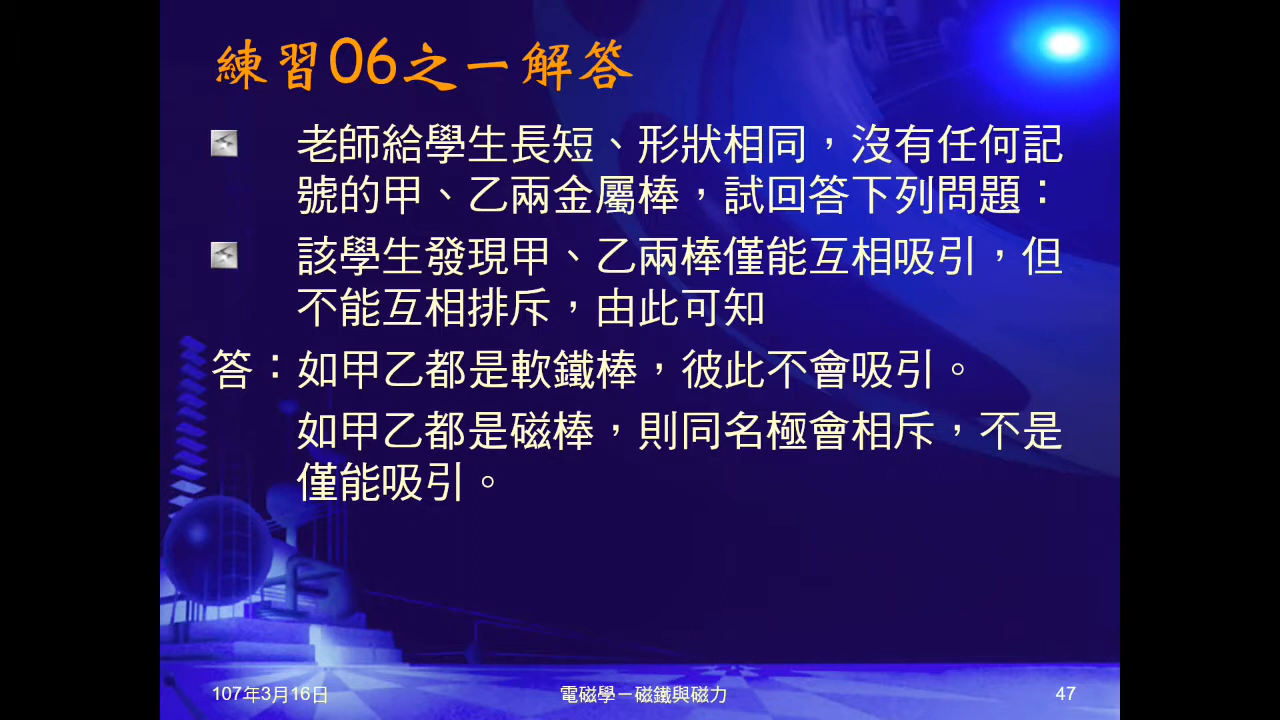 練習06之一解答
老師給學生長短、形狀相同，沒有任何記
號的甲、乙兩金屬棒，試回答下列問題：
該學生發現甲、乙兩棒僅能互相吸引，但
不能互相排斥，由此可知
答：如甲乙都是軟鐵棒，彼此不會吸引。
如甲乙都是磁棒，則同名極會相斥，不是
僅能吸引。
107年3月16日
電磁學－磁鐵與磁力
47